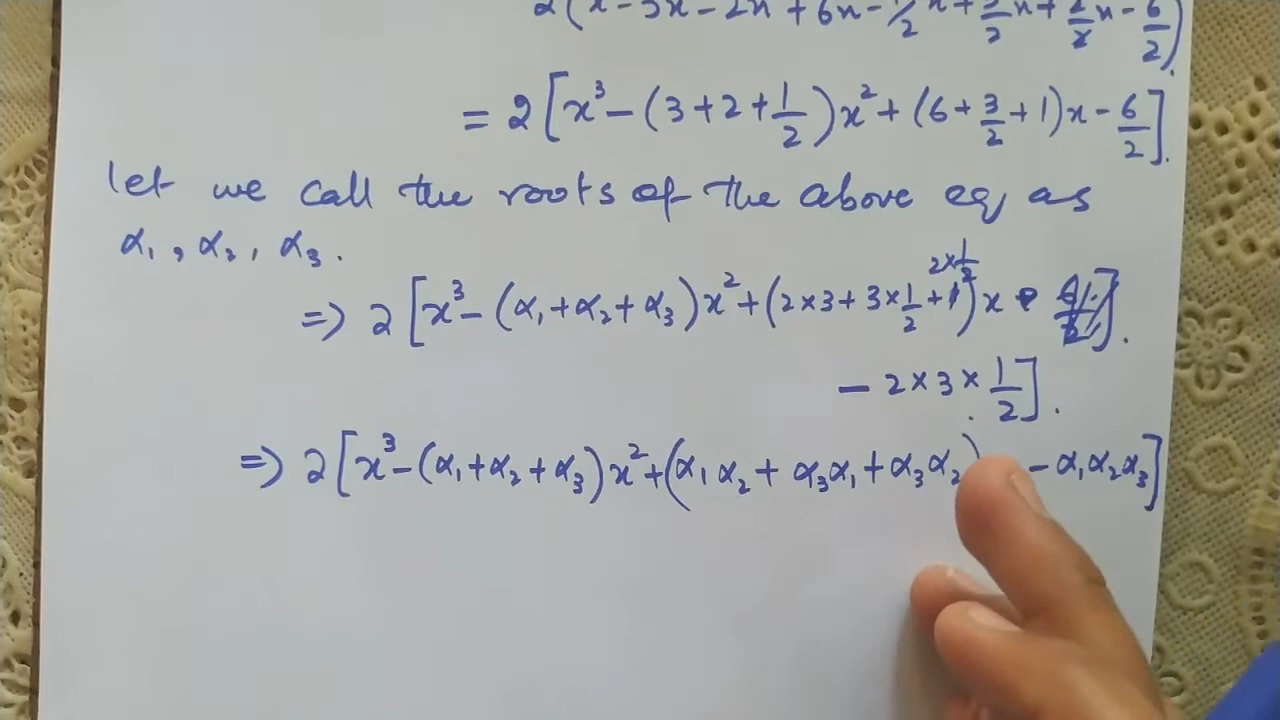 = 2 [x³ - (3+2+1/2)x² + (6+3/2+1)x - 6/2].
let we call the roots of the above eq as
α₁, α₂, α₃.
=> 2 [x³ - (α₁+α₂+α₃)x² + (2×3+3×1/2+2×1/2)x
- 2×3×1/2].
=> 2 [x³ - (α₁+α₂+α₃)x² + (α₁α₂ + α₃α₁ + α₃α₂) - α₁α₂α₃]